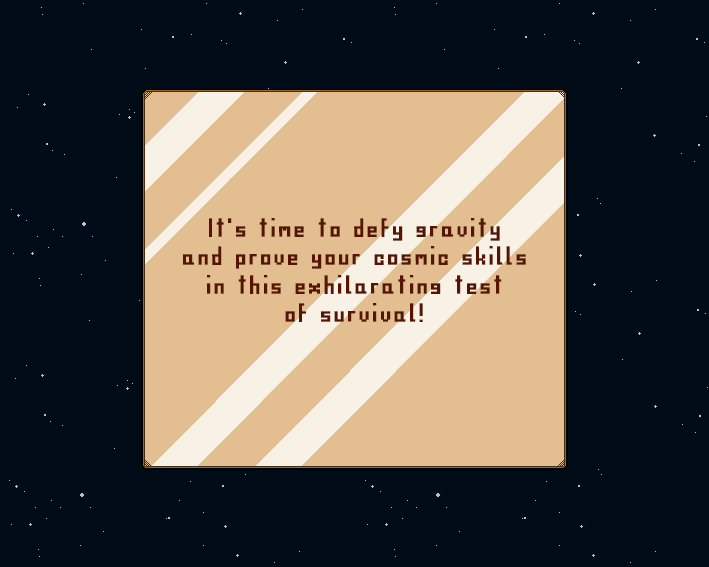 It's time to defy gravity
and prove your cosmic skills
in this exhilarating test
of survival!